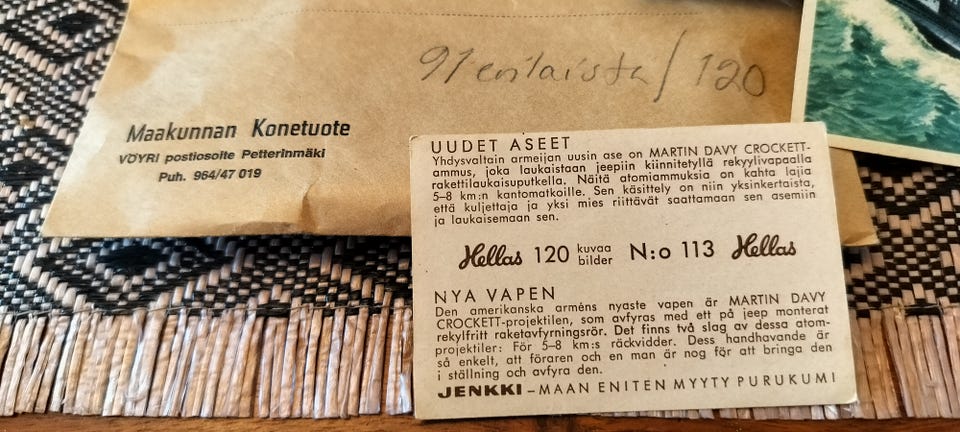 91 erilaista / 120
Maakunnan Konetuote
VÖYRI postiosoite Petterinmäki
Puh. 964/47 019
UUDET ASEET
Yhdysvaltain armeijan uusin ase on MARTIN DAVY CROCKETT-
ammus, joka laukaistaan jeepiin kiinnitetyllä rekyylivapaalla
rakettilaukaisuputkella. Näitä atomiammuksia on kahta lajia
5–8 km:n kantomatkoille. Sen käsittely on niin yksinkertaista,
että kuljettaja ja yksi mies riittävät saattamaan sen asemiin
ja laukaisemaan sen.
Hellas 120 kuvaa bilder N:o 113 Hellas
NYA VAPEN
Den amerikanska arméns nyaste vapen är MARTIN DAVY
CROCKETT-projektilen, som avfyras med ett på jeep monterat
rekylfritt raketavfyrningsrör. Det finns två slag av dessa atom-
projektiler: För 5–8 km:s räckvidder. Dess handhavande är
så enkelt, att föraren och en man är nog för att bringa den
i ställning och avfyra den.
JENKKI – MAAN ENITEN MYYTY PURUKUMI